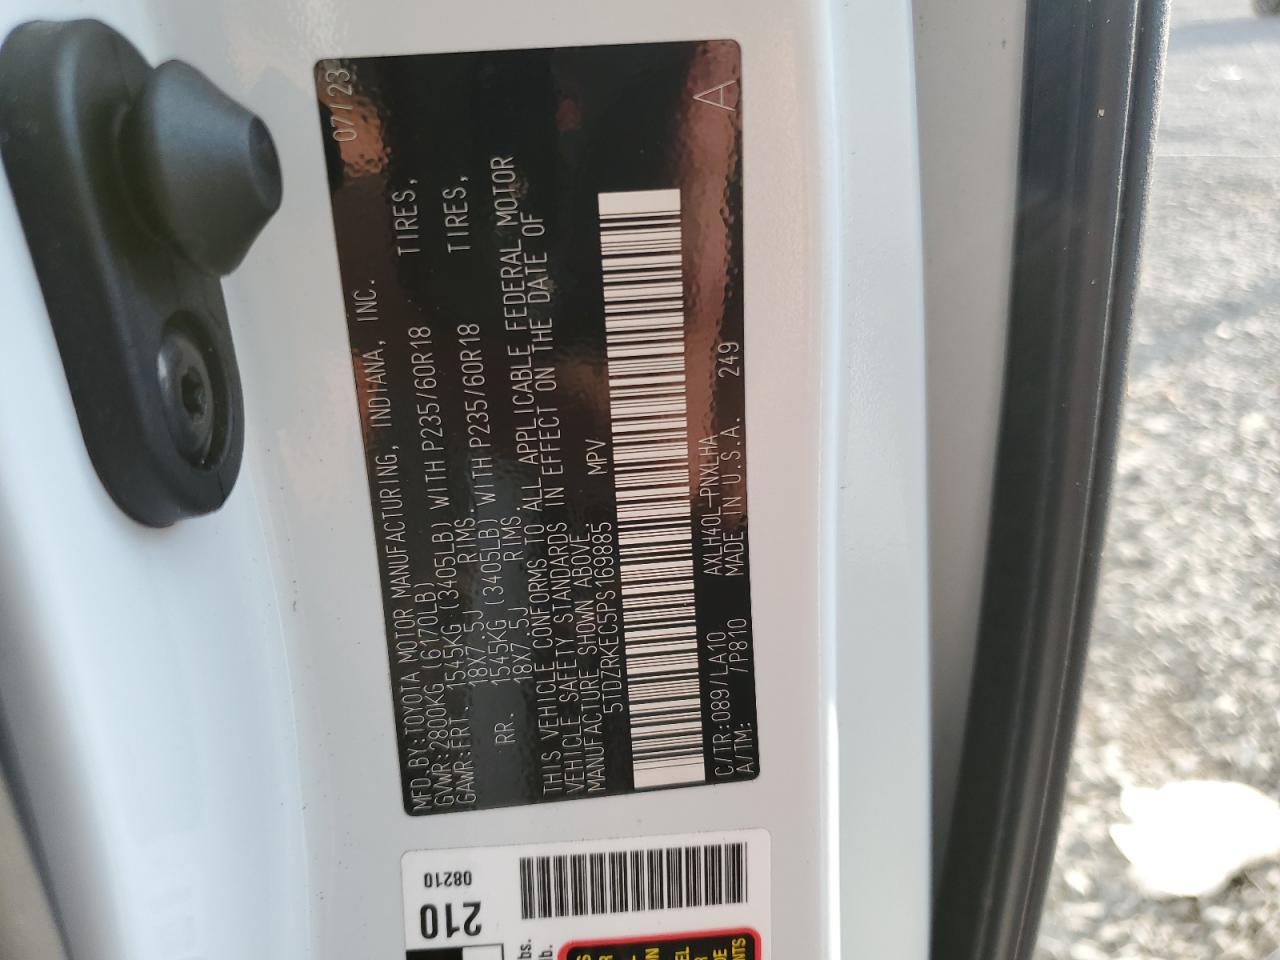 MFD.BY:TOYOTA MOTOR MANUFACTURING, INDIANA, INC. 07/23
GVWR:2800KG (6170LB)
GAWR:FRT. 1545KG (3405LB) WITH P235/60R18 TIRES,
18X7.5J RIMS.
RR. 1545KG (3405LB) WITH P235/60R18 TIRES,
18X7.5J RIMS.
THIS VEHICLE CONFORMS TO ALL APPLICABLE FEDERAL MOTOR
VEHICLE SAFETY STANDARDS IN EFFECT ON THE DATE OF
MANUFACTURE SHOWN ABOVE.
5TDZRKEC5PS169885 MPV
C/TR:089/LA10 AXLH40L-PNXLHA A
A/TM: /P810 MADE IN U.S.A. 249
08210
210